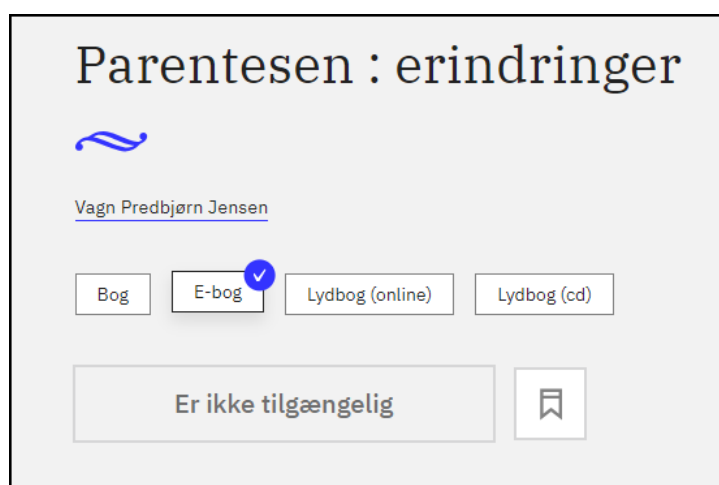 Parentesen : erindringer
Vagn Predbjørn Jensen
Bog E-bog Lydbog (online) Lydbog (cd)
Er ikke tilgængelig